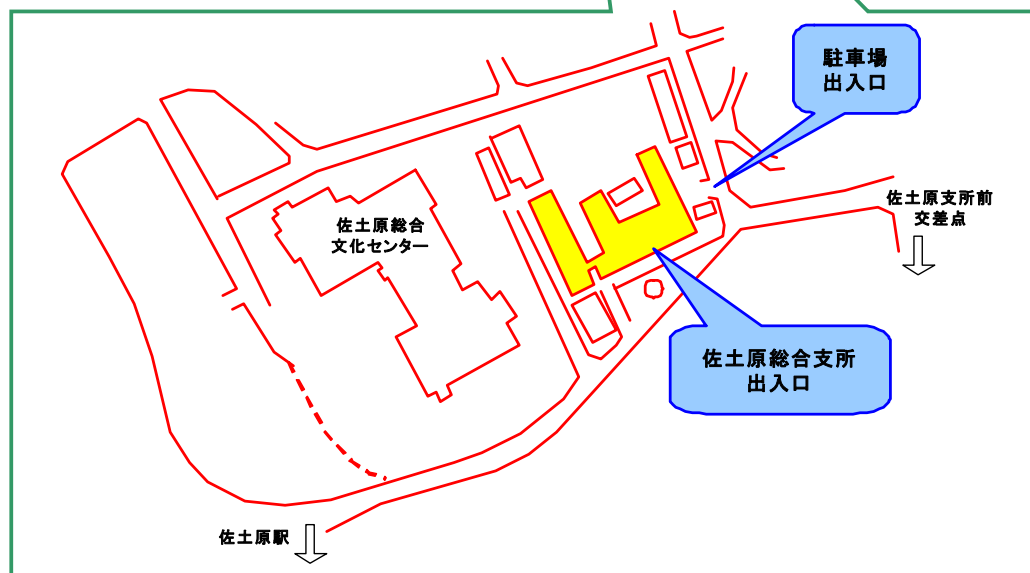 駐車場
出入口
佐土原支所前
交差点
佐土原総合
文化センター
佐土原総合支所
出入口
佐土原駅